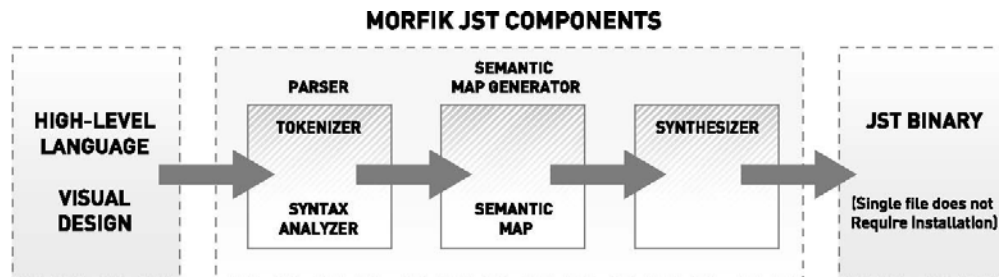 MORFIK JST COMPONENTS
HIGH-LEVEL
LANGUAGE
VISUAL
DESIGN
PARSER
TOKENIZER
SYNTAX
ANALYZER
SEMANTIC
MAP GENERATOR
SEMANTIC
MAP
SYNTHESIZER
JST BINARY
(Single file does not
Require Installation)